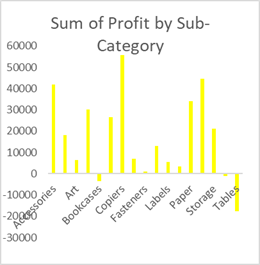 Sum of Profit by Sub-
Category
60000
50000
40000
30000
20000
10000
0
-10000
-20000
-30000
Accessories
Art
Bookcases
Copiers
Fasteners
Labels
Paper
Storage
Tables